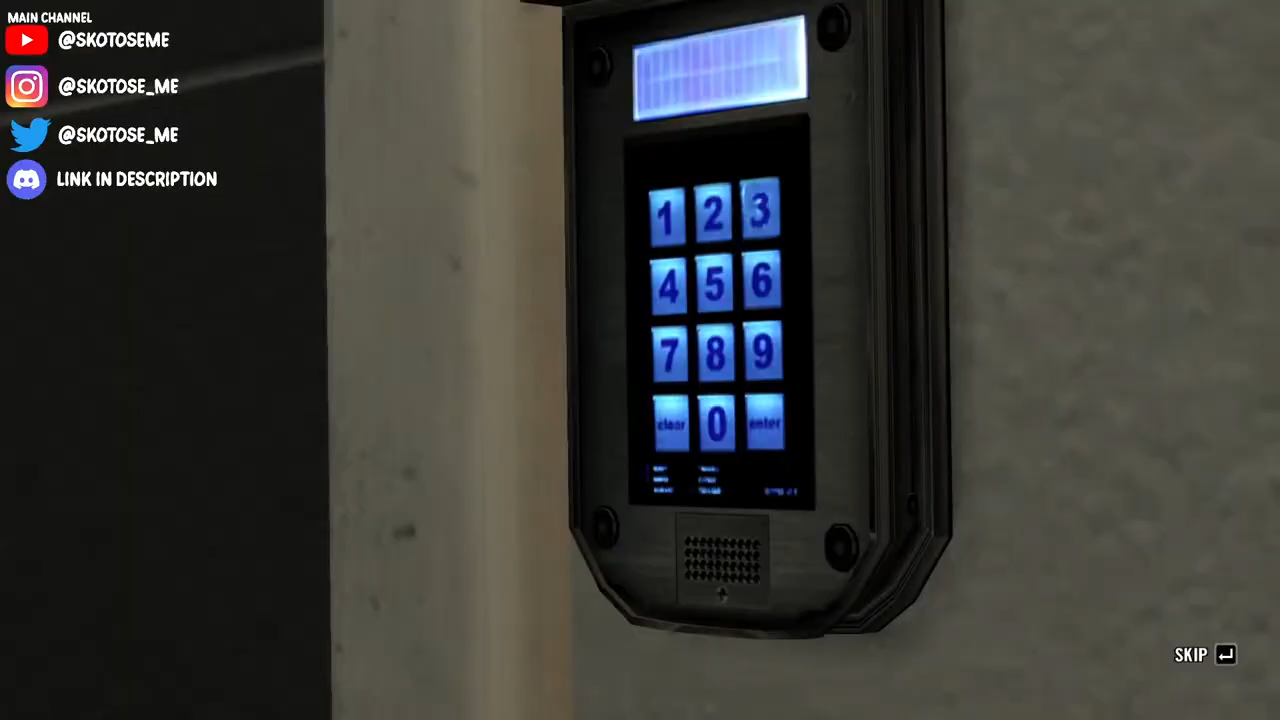 MAIN CHANNEL
@SKOTOSEME
@SKOTOSE_ME
@SKOTOSE_ME
LINK IN DESCRIPTION
1 2 3
4 5 6
7 8 9
clear 0 enter
SKIP